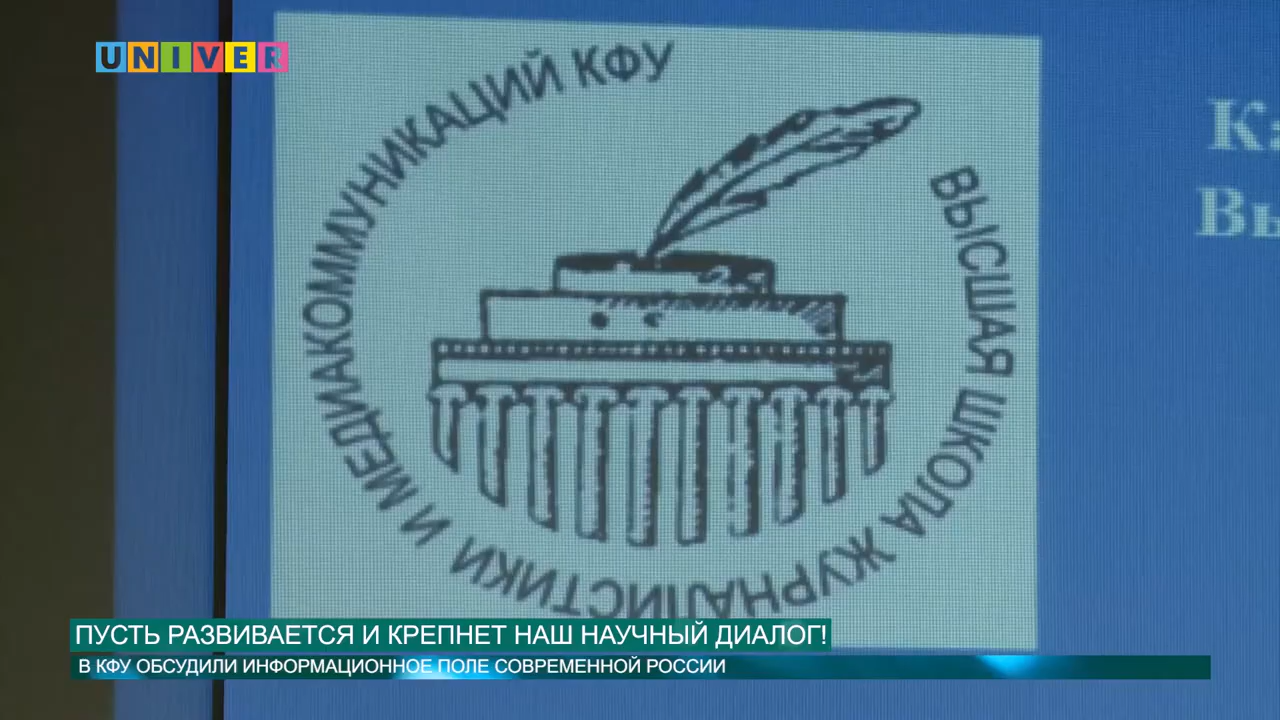 UNIVER
ВЫСШАЯ ШКОЛА ЖУРНАЛИСТИКИ И МЕДИАКОММУНИКАЦИЙ КФУ
ПУСТЬ РАЗВИВАЕТСЯ И КРЕПНЕТ НАШ НАУЧНЫЙ ДИАЛОГ!
В КФУ ОБСУДИЛИ ИНФОРМАЦИОННОЕ ПОЛЕ СОВРЕМЕННОЙ РОССИИ